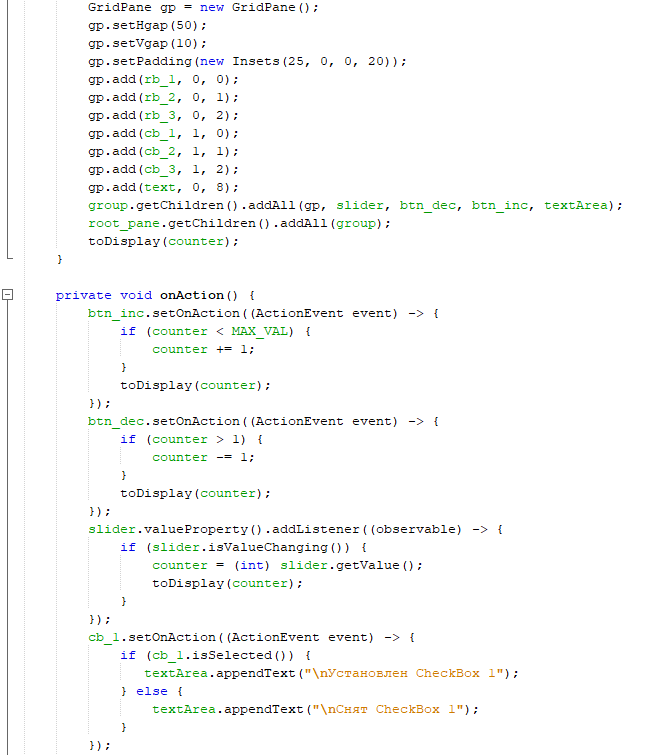 GridPane gp = new GridPane();
gp.setHgap(50);
gp.setVgap(10);
gp.setPadding(new Insets(25, 0, 0, 20));
gp.add(rb_1, 0, 0);
gp.add(rb_2, 0, 1);
gp.add(rb_3, 0, 2);
gp.add(cb_1, 1, 0);
gp.add(cb_2, 1, 1);
gp.add(cb_3, 1, 2);
gp.add(text, 0, 8);
group.getChildren().addAll(gp, slider, btn_dec, btn_inc, textArea);
root_pane.getChildren().addAll(group);
toDisplay(counter);
}
private void onAction() {
btn_inc.setOnAction((ActionEvent event) -> {
if (counter < MAX_VAL) {
counter += 1;
}
toDisplay(counter);
});
btn_dec.setOnAction((ActionEvent event) -> {
if (counter > 1) {
counter -= 1;
}
toDisplay(counter);
});
slider.valueProperty().addListener((observable) -> {
if (slider.isValueChanging()) {
counter = (int) slider.getValue();
toDisplay(counter);
}
});
cb_1.setOnAction((ActionEvent event) -> {
if (cb_1.isSelected()) {
textArea.appendText("\nУстановлен CheckBox 1");
} else {
textArea.appendText("\nСнят CheckBox 1");
}
});